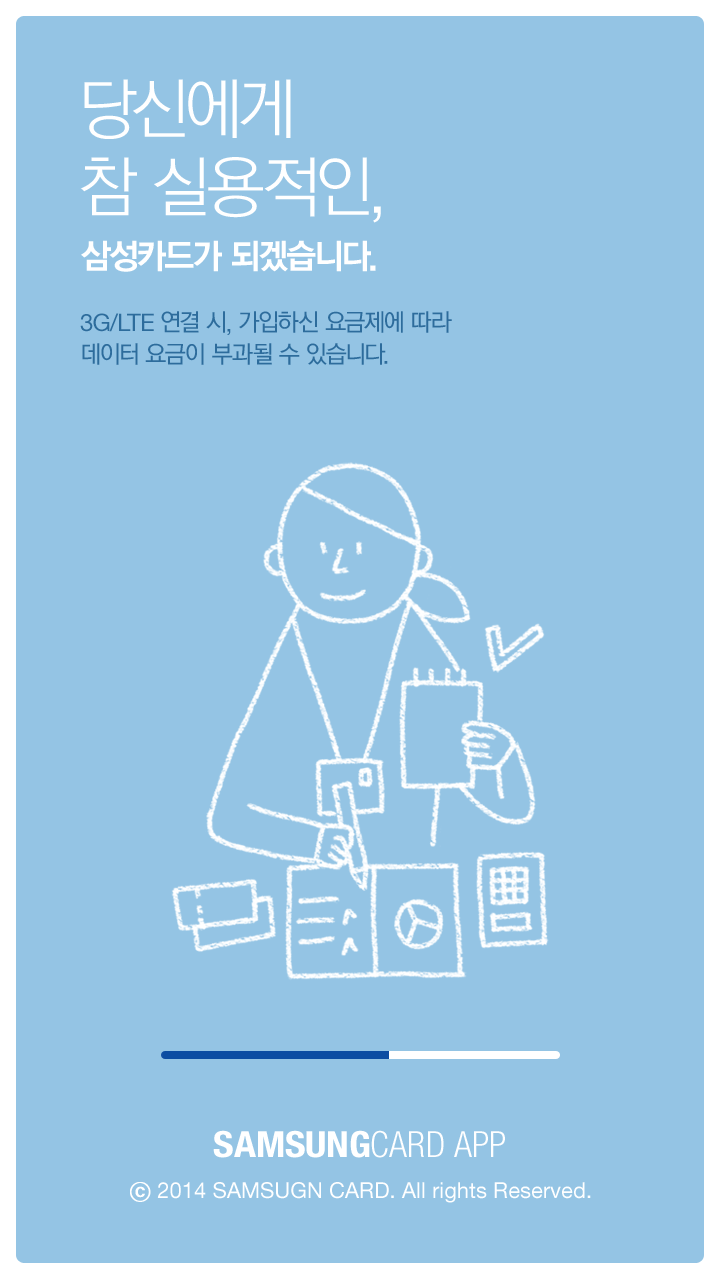 당신에게
참 실용적인,
삼성카드가 되겠습니다.
3G/LTE 연결 시, 가입하신 요금제에 따라
데이터 요금이 부과될 수 있습니다.
SAMSUNGCARD APP
ⓒ 2014 SAMSUGN CARD. All rights Reserved.